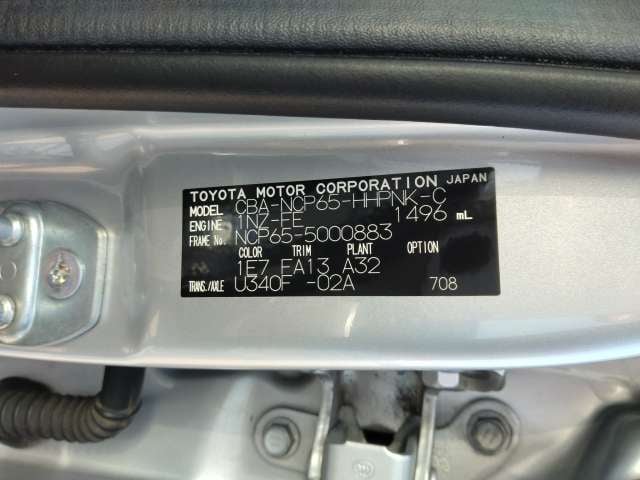 TOYOTA MOTOR CORPORATION JAPAN
MODEL CBA-NCP65-HHPNK-C
ENGINE 1NZ-FE 1496 mL
FRAME No. NCP65-5000883
COLOR TRIM PLANT OPTION
1E7 FA13 A32
TRANS./AXLE U340F -02A 708